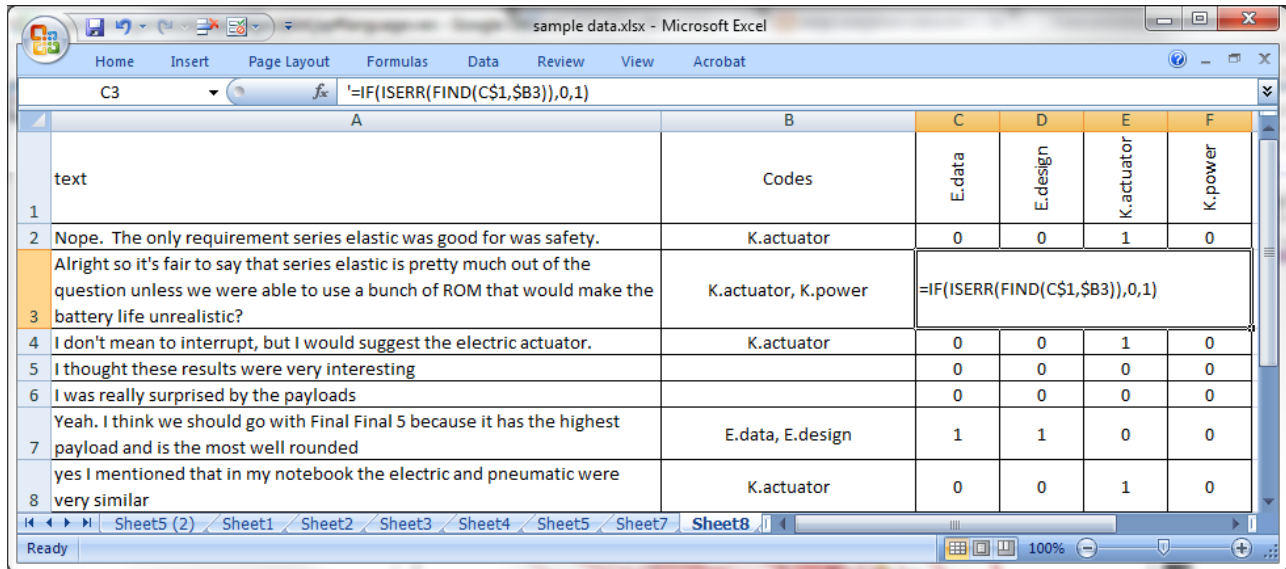 sample data.xlsx - Microsoft Excel
Home Insert Page Layout Formulas Data Review View Acrobat
C3 fx '=IF(ISERR(FIND(C$1,$B3)),0,1)
A B C D E F
1 text Codes E.data E.design K.actuator K.power
2 Nope. The only requirement series elastic was good for was safety. K.actuator 0 0 1 0
Alright so it's fair to say that series elastic is pretty much out of the
question unless we were able to use a bunch of ROM that would make the K.actuator, K.power =IF(ISERR(FIND(C$1,$B3)),0,1)
3 battery life unrealistic?
4 I don't mean to interrupt, but I would suggest the electric actuator. K.actuator 0 0 1 0
5 I thought these results were very interesting 0 0 0 0
6 I was really surprised by the payloads 0 0 0 0
Yeah. I think we should go with Final Final 5 because it has the highest
7 payload and is the most well rounded E.data, E.design 1 1 0 0
yes I mentioned that in my notebook the electric and pneumatic were
8 very similar K.actuator 0 0 1 0
Sheet5 (2) Sheet1 Sheet2 Sheet3 Sheet4 Sheet5 Sheet7 Sheet8
Ready 100%